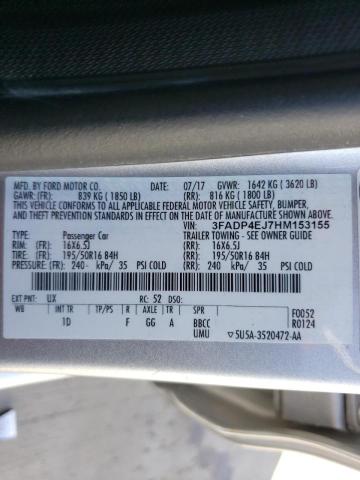 MFD. BY FORD MOTOR CO. DATE: 07/17 GVWR: 1642 KG ( 3620 LB)
GAWR: (FR): 839 KG ( 1850 LB) (RR): 816 KG ( 1800 LB)
THIS VEHICLE CONFORMS TO ALL APPLICABLE FEDERAL MOTOR VEHICLE SAFETY, BUMPER,
AND THEFT PREVENTION STANDARDS IN EFFECT ON THE DATE OF MANUFACTURE SHOWN ABOVE.
VIN: 3FADP4EJ7HM153155
TYPE: Passenger Car TRAILER TOWING - SEE OWNER GUIDE
RIM: (FR): 16X6.5J (RR): 16X6.5J
TIRE: (FR): 195/50R16 84H (RR): 195/50R16 84H
PRESSURE: (FR): 240 kPa/ 35 PSI COLD (RR): 240 kPa/ 35 PSI COLD
EXT PNT: UX RC: 52 DSO:
WB INT TR TP/PS R AXLE TR SPR
1D F GG A BBCC F0052
UMU R0124
▽5U5A-3520472-AA